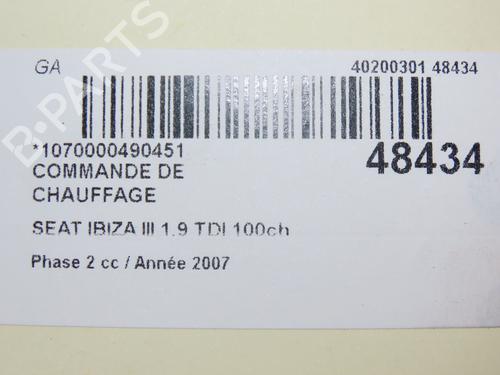 GA
40200301 48434
*1070000490451
48434
COMMANDE DE
CHAUFFAGE
SEAT IBIZA III 1.9 TDI 100ch
Phase 2 cc / Année 2007
B-PARTS